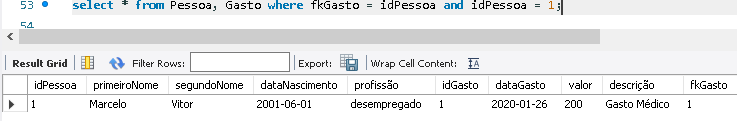 53 select * from Pessoa, Gasto where fkGasto = idPessoa and idPessoa = 1;
54
Result Grid Filter Rows: Export: Wrap Cell Content: IA
idPessoa primeiroNome segundoNome dataNascimento profissão idGasto dataGasto valor descrição fkGasto
1 Marcelo Vitor 2001-06-01 desempregado 1 2020-01-26 200 Gasto Médico 1